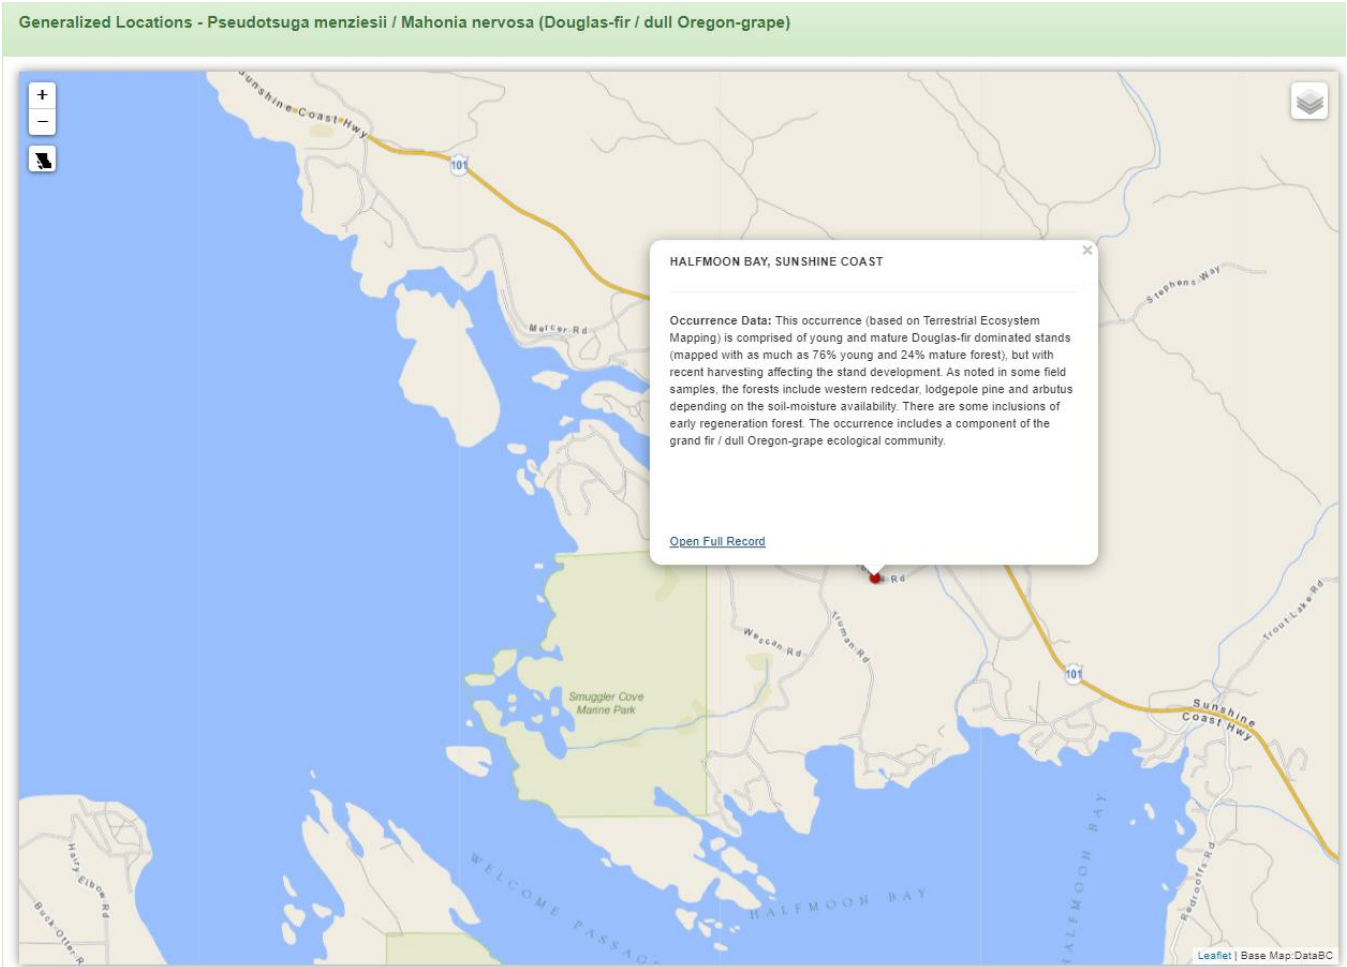 Generalized Locations - Pseudotsuga menziesii / Mahonia nervosa (Douglas-fir / dull Oregon-grape)
+
−
Sunshine Coast Hwy
101
Mercer Rd
Stephens Way
×
HALFMOON BAY, SUNSHINE COAST
Occurrence Data: This occurrence (based on Terrestrial Ecosystem
Mapping) is comprised of young and mature Douglas-fir dominated stands
(mapped with as much as 76% young and 24% mature forest), but with
recent harvesting affecting the stand development. As noted in some field
samples, the forests include western redcedar, lodgepole pine and arbutus
depending on the soil-moisture availability. There are some inclusions of
early regeneration forest. The occurrence includes a component of the
grand fir / dull Oregon-grape ecological community.
Open Full Record
Rd
Wescan Rd
Truman Rd
Trout Lake Rd
101
Smuggler Cove
Marine Park
Sunshine
Coast Hwy
Redrooffs Rd
Hairy Elbow Rd
Buck Otter R
WELCOME PASSAG
HALFMOON BAY
HALFMOON BAY
Leaflet | Base Map:DataBC